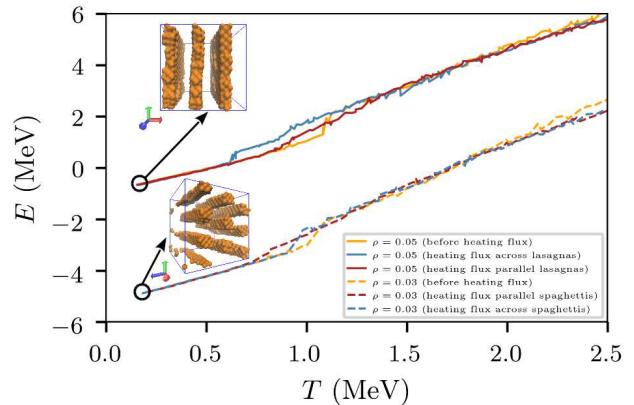 6
4
2
0
−2
−4
−6
E (MeV)
ρ = 0.05 (before heating flux)
ρ = 0.05 (heating flux across lasagnas)
ρ = 0.05 (heating flux parallel lasagnas)
ρ = 0.03 (before heating flux)
ρ = 0.03 (heating flux parallel spaghettis)
ρ = 0.03 (heating flux across spaghettis)
0.0 0.5 1.0 1.5 2.0 2.5
T (MeV)